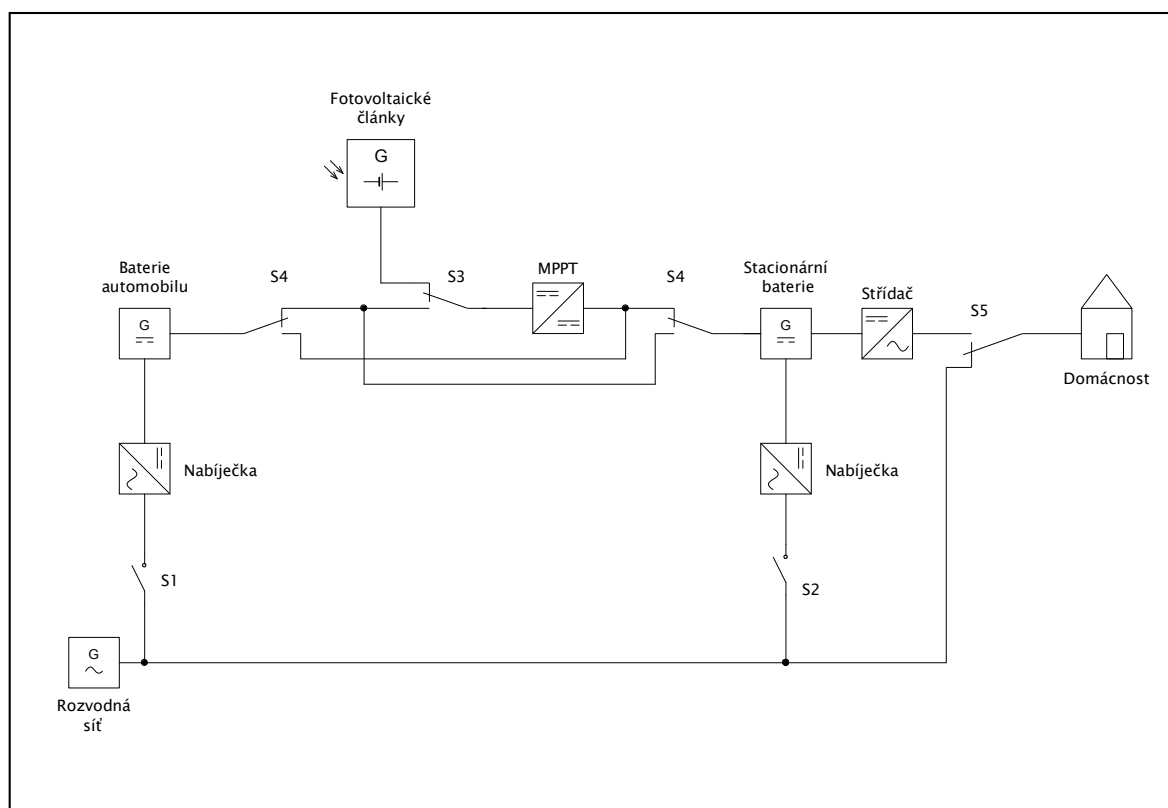 Fotovoltaické
články
G
Baterie
automobilu
S4
S3
MPPT
S4
Stacionární
baterie
Střídač
S5
G
G
Domácnost
Nabíječka
Nabíječka
S1
S2
G
Rozvodná
síť